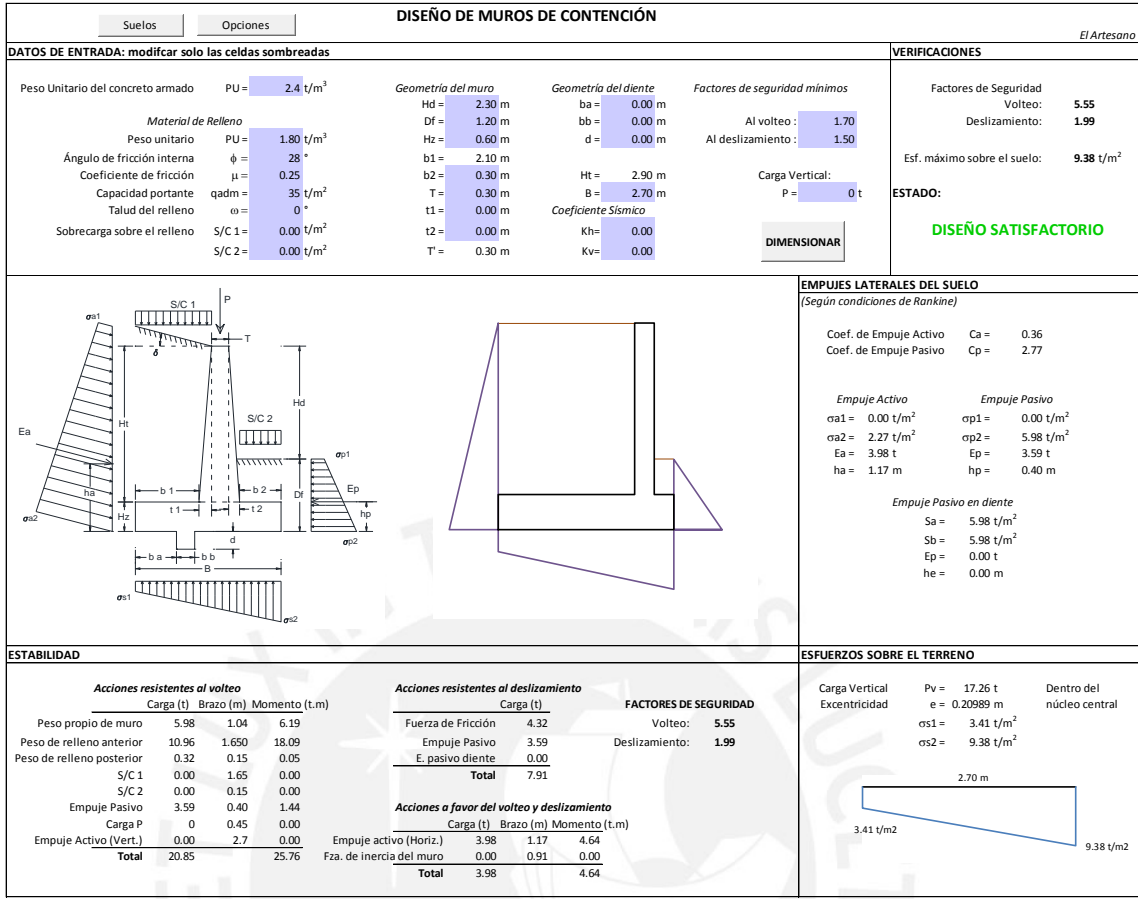 Suelos
Opciones
DISEÑO DE MUROS DE CONTENCIÓN
El Artesano
DATOS DE ENTRADA: modifcar solo las celdas sombreadas
VERIFICACIONES
Peso Unitario del concreto armado PU = 2.4 t/m³
Material de Relleno
Peso unitario PU = 1.80 t/m³
Ángulo de fricción interna ϕ = 28 °
Coeficiente de fricción μ = 0.25
Capacidad portante qadm = 35 t/m²
Talud del relleno ω = 0 °
Sobrecarga sobre el relleno S/C 1 = 0.00 t/m²
S/C 2 = 0.00 t/m²
Geometría del muro
Hd = 2.30 m
Df = 1.20 m
Hz = 0.60 m
b1 = 2.10 m
b2 = 0.30 m
T = 0.30 m
t1 = 0.00 m
t2 = 0.00 m
T' = 0.30 m
Geometría del diente
ba = 0.00 m
bb = 0.00 m
d = 0.00 m
Ht = 2.90 m
B = 2.70 m
Coeficiente Sísmico
Kh= 0.00
Kv= 0.00
Factores de seguridad mínimos
Al volteo : 1.70
Al deslizamiento : 1.50
Carga Vertical:
P = 0 t
DIMENSIONAR
Factores de Seguridad
Volteo: 5.55
Deslizamiento: 1.99
Esf. máximo sobre el suelo: 9.38 t/m²
ESTADO:
DISEÑO SATISFACTORIO
S/C 1
P
σa1
T
δ
Hd
Ht
S/C 2
Ea
σp1
ha
b 1
b 2
Df
Ep
hp
Hz
t 1
t 2
σa2
d
σp2
b a
b b
B
σs1
σs2
EMPUJES LATERALES DEL SUELO
(Según condiciones de Rankine)
Coef. de Empuje Activo Ca = 0.36
Coef. de Empuje Pasivo Cp = 2.77
Empuje Activo Empuje Pasivo
σa1 = 0.00 t/m² σp1 = 0.00 t/m²
σa2 = 2.27 t/m² σp2 = 5.98 t/m²
Ea = 3.98 t Ep = 3.59 t
ha = 1.17 m hp = 0.40 m
Empuje Pasivo en diente
Sa = 5.98 t/m²
Sb = 5.98 t/m²
Ep = 0.00 t
he = 0.00 m
ESTABILIDAD
Acciones resistentes al volteo
Carga (t) Brazo (m) Momento (t.m)
Peso propio de muro 5.98 1.04 6.19
Peso de relleno anterior 10.96 1.650 18.09
Peso de relleno posterior 0.32 0.15 0.05
S/C 1 0.00 1.65 0.00
S/C 2 0.00 0.15 0.00
Empuje Pasivo 3.59 0.40 1.44
Carga P 0 0.45 0.00
Empuje Activo (Vert.) 0.00 2.7 0.00
Total 20.85 25.76
Acciones resistentes al deslizamiento
Carga (t)
Fuerza de Fricción 4.32
Empuje Pasivo 3.59
E. pasivo diente 0.00
Total 7.91
FACTORES DE SEGURIDAD
Volteo: 5.55
Deslizamiento: 1.99
Acciones a favor del volteo y deslizamiento
Carga (t) Brazo (m) Momento (t.m)
Empuje activo (Horiz.) 3.98 1.17 4.64
Fza. de inercia del muro 0.00 0.91 0.00
Total 3.98 4.64
ESFUERZOS SOBRE EL TERRENO
Carga Vertical Pv = 17.26 t Dentro del
Excentricidad e = 0.20989 m núcleo central
σs1 = 3.41 t/m²
σs2 = 9.38 t/m²
2.70 m
3.41 t/m2
9.38 t/m2